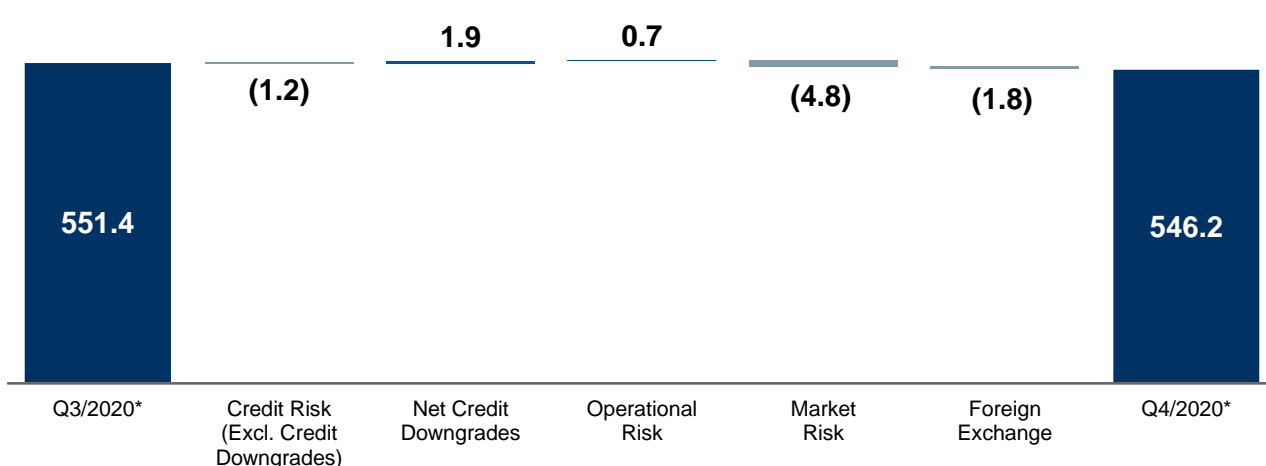 1.9
0.7
(1.2)
(4.8)
(1.8)
551.4
546.2
Q3/2020*
Credit Risk
(Excl. Credit
Downgrades)
Net Credit
Downgrades
Operational
Risk
Market
Risk
Foreign
Exchange
Q4/2020*